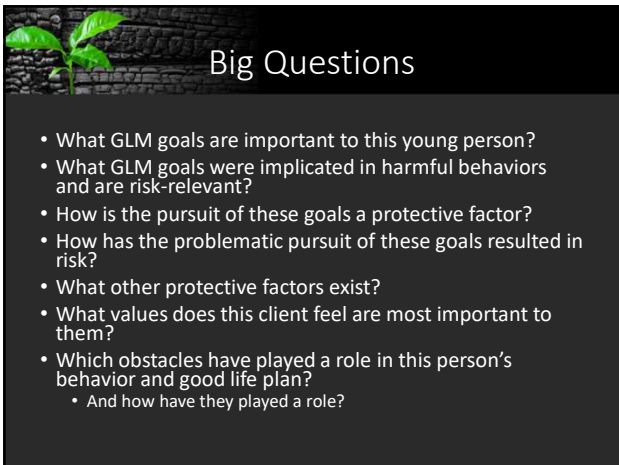 Big Questions
• What GLM goals are important to this young person?
• What GLM goals were implicated in harmful behaviors
and are risk-relevant?
• How is the pursuit of these goals a protective factor?
• How has the problematic pursuit of these goals resulted in
risk?
• What other protective factors exist?
• What values does this client feel are most important to
them?
• Which obstacles have played a role in this person's
behavior and good life plan?
• And how have they played a role?